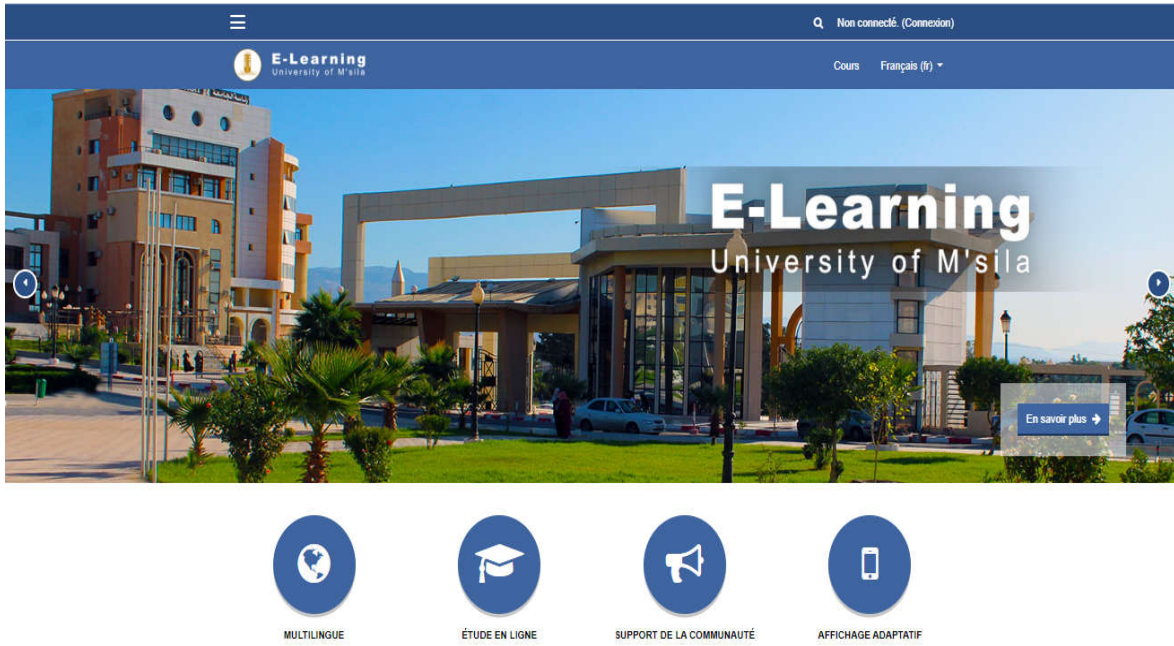 Non connecté. (Connexion)
E-Learning
University of M'sila
Cours Français (fr)
E-Learning
University of M'sila
En savoir plus
MULTILINGUE
ÉTUDE EN LIGNE
SUPPORT DE LA COMMUNAUTÉ
AFFICHAGE ADAPTATIF